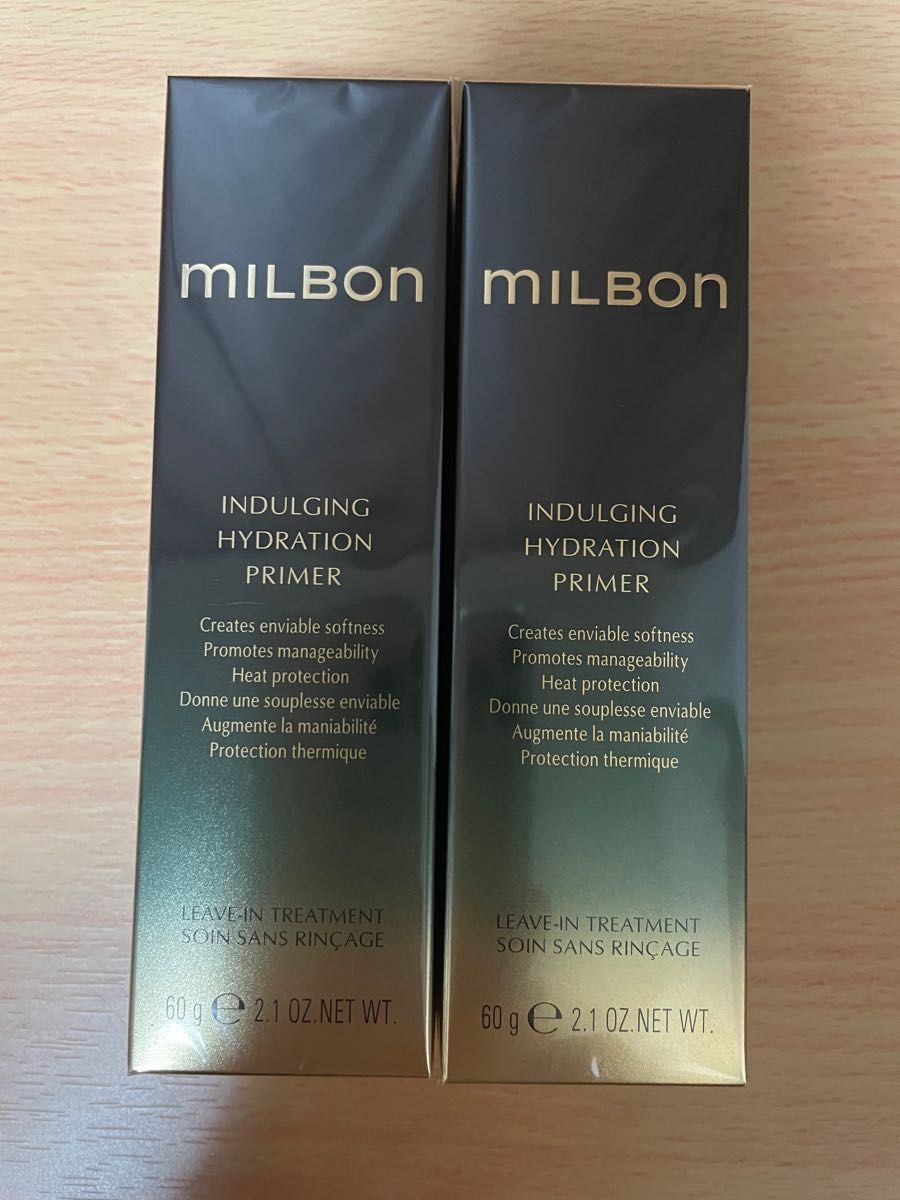 mILBOn
INDULGING
HYDRATION
PRIMER
Creates enviable softness
Promotes manageability
Heat protection
Donne une souplesse enviable
Augmente la maniabilité
Protection thermique
LEAVE-IN TREATMENT
SOIN SANS RINÇAGE
60 g ℮ 2.1 OZ.NET WT.
mILBOn
INDULGING
HYDRATION
PRIMER
Creates enviable softness
Promotes manageability
Heat protection
Donne une souplesse enviable
Augmente la maniabilité
Protection thermique
LEAVE-IN TREATMENT
SOIN SANS RINÇAGE
60 g ℮ 2.1 OZ.NET WT.